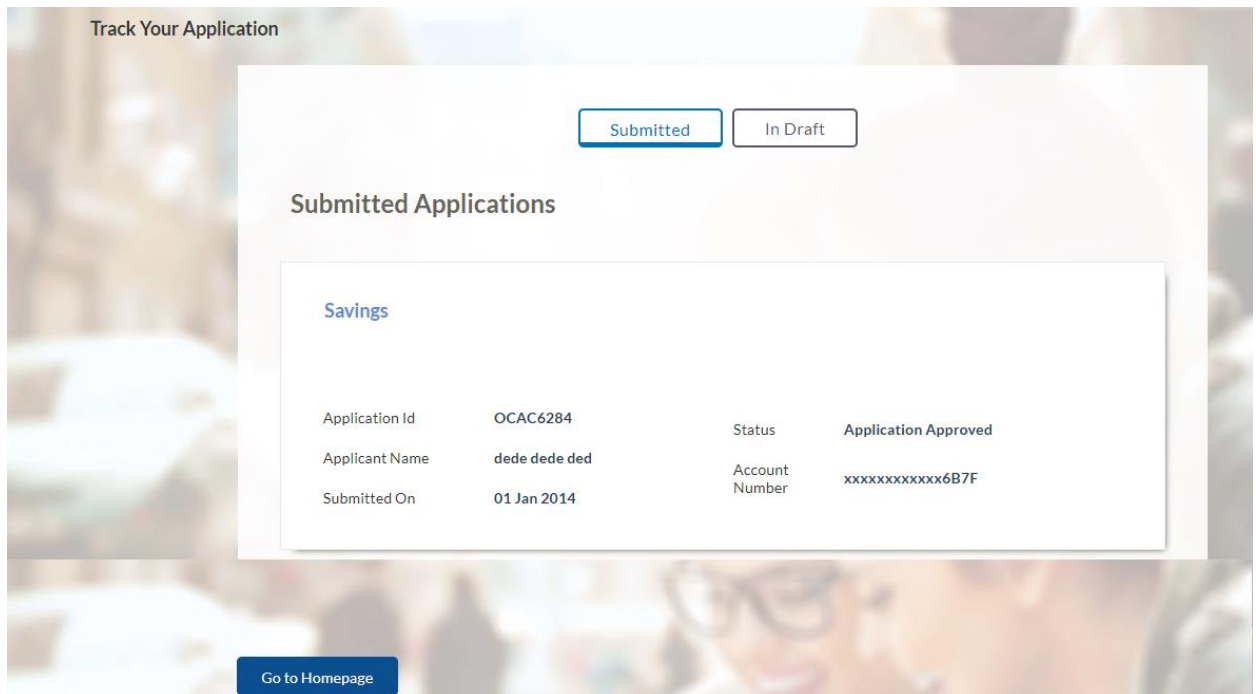 Track Your Application
Submitted
In Draft
Submitted Applications
Savings
Application Id OCAC6284
Applicant Name dede dede ded
Submitted On 01 Jan 2014
Status Application Approved
Account
Number xxxxxxxxxxxx6B7F
Go to Homepage